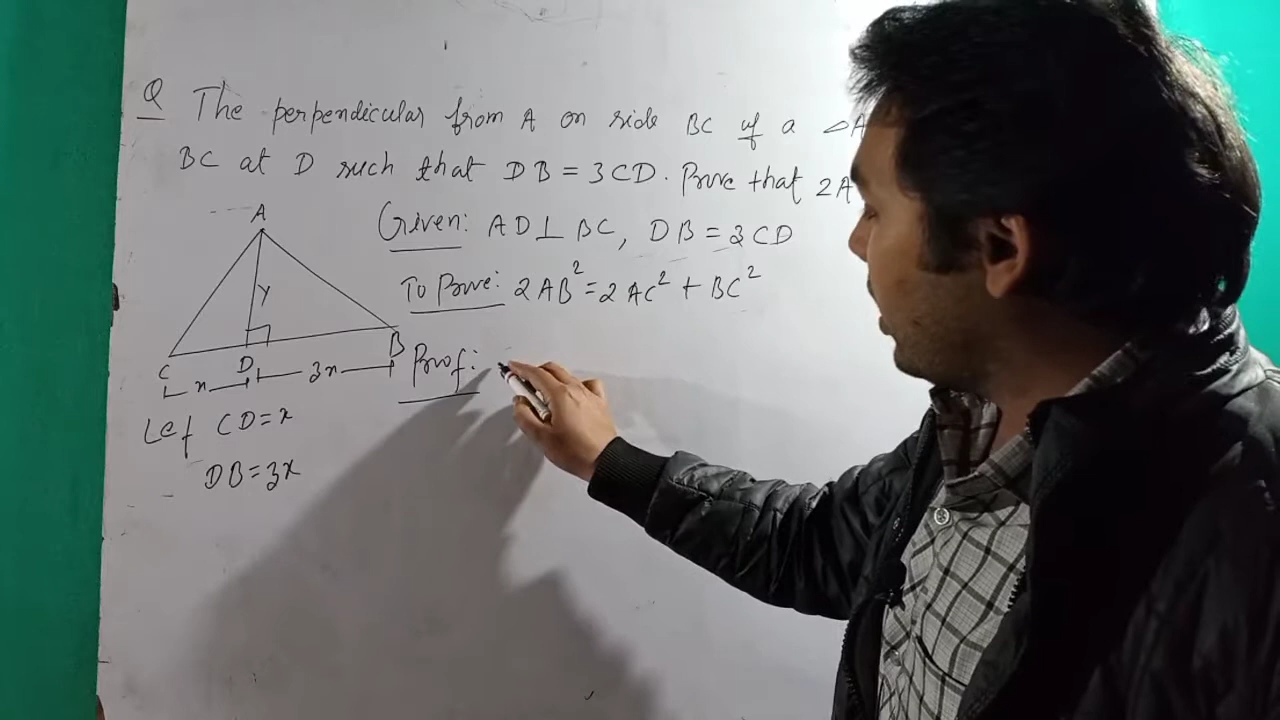 Q The perpendicular from A on side BC of a △A
BC at D such that DB = 3CD. Prove that 2A
Given: AD⊥BC, DB = 3CD
To Prove: 2AB² = 2AC² + BC²
A
y
C D B
x 3x
Proof:
Let CD = x
DB = 3x